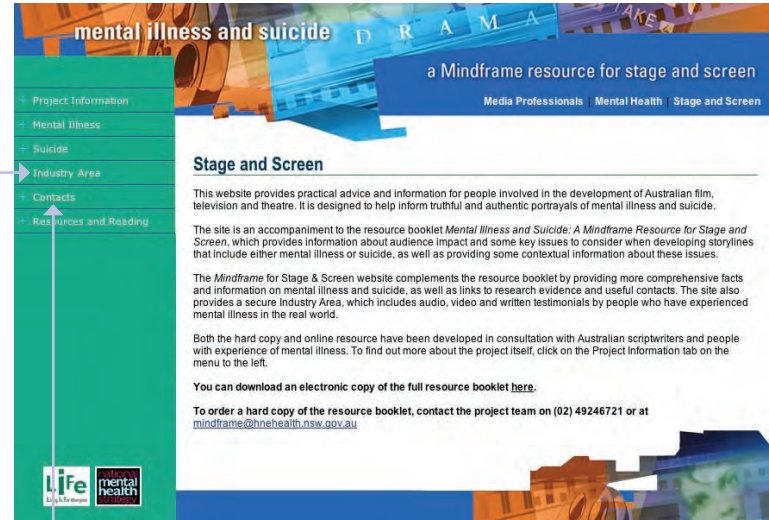 mental illness and suicide
DRAMA
TAKE
a Mindframe resource for stage and screen
Media Professionals | Mental Health | Stage and Screen
+ Project Information
+ Mental Illness
+ Suicide
+ Industry Area
+ Contacts
+ Resources and Reading
Stage and Screen
This website provides practical advice and information for people involved in the development of Australian film,
television and theatre. It is designed to help inform truthful and authentic portrayals of mental illness and suicide.
The site is an accompaniment to the resource booklet Mental Illness and Suicide: A Mindframe Resource for Stage and
Screen, which provides information about audience impact and some key issues to consider when developing storylines
that include either mental illness or suicide, as well as providing some contextual information about these issues.
The Mindframe for Stage & Screen website complements the resource booklet by providing more comprehensive facts
and information on mental illness and suicide, as well as links to research evidence and useful contacts. The site also
provides a secure Industry Area, which includes audio, video and written testimonials by people who have experienced
mental illness in the real world.
Both the hard copy and online resource have been developed in consultation with Australian scriptwriters and people
with experience of mental illness. To find out more about the project itself, click on the Project Information tab on the
menu to the left.
You can download an electronic copy of the full resource booklet here.
To order a hard copy of the resource booklet, contact the project team on (02) 49246721 or at
mindframe@hnehealth.nsw.gov.au
LiFe
national
mental
health
strategy